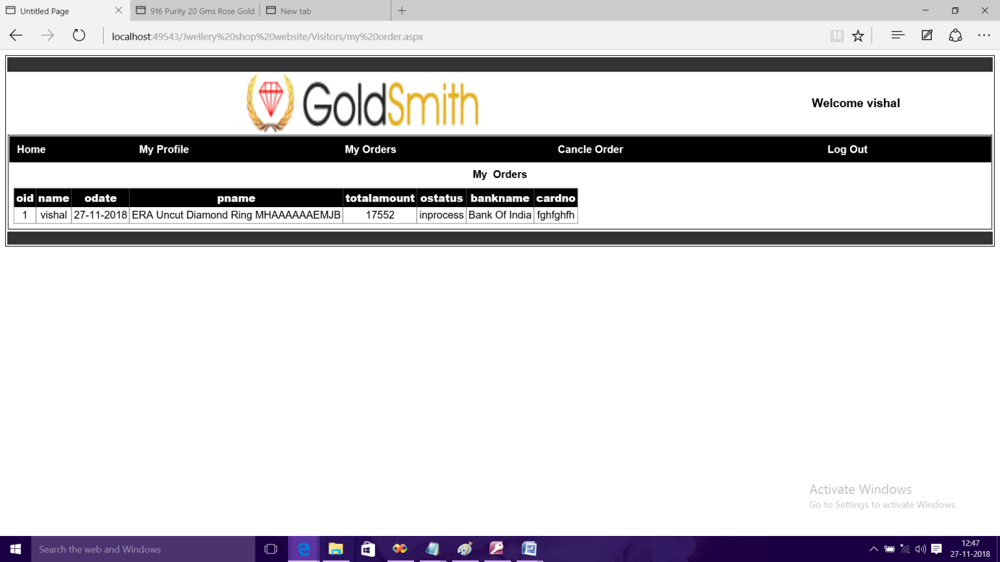 Untitled Page
916 Purity 20 Gms Rose Gold
New tab
localhost:49543/Jwellery%20shop%20website/Visitors/my%20order.aspx
GoldSmith
Welcome vishal
Home My Profile My Orders Cancle Order Log Out
My Orders
oid name odate pname totalamount ostatus bankname cardno
1 vishal 27-11-2018 ERA Uncut Diamond Ring MHAAAAAAEMJB 17552 inprocess Bank Of India fghfghfh
Activate Windows
Go to Settings to activate Windows.
Search the web and Windows
12:47
27-11-2018